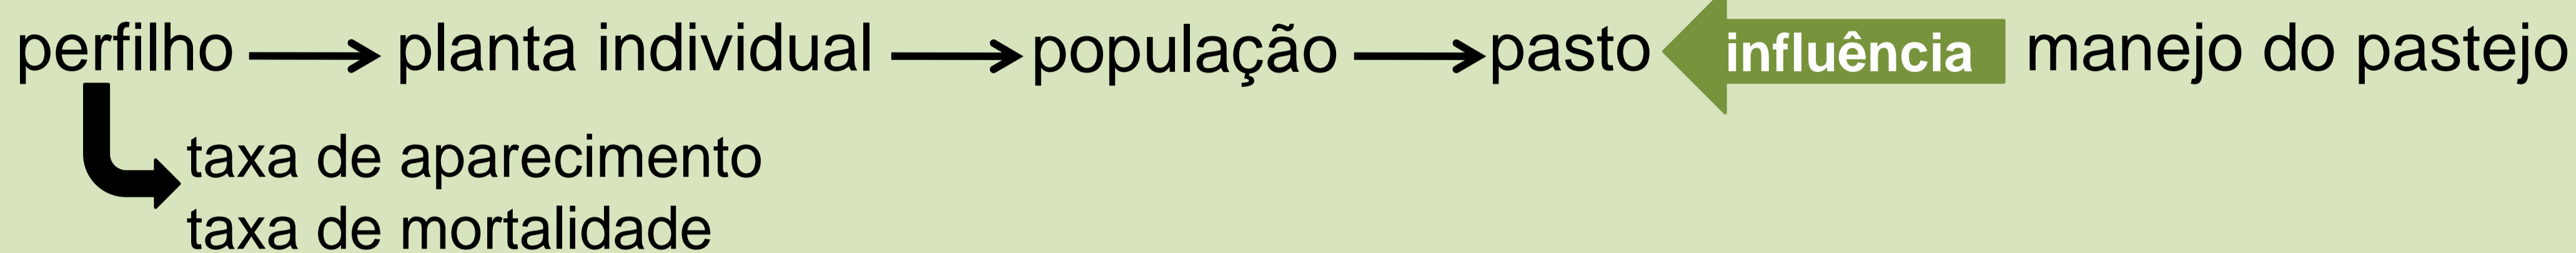 perfilho planta individual população pasto influência manejo do pastejo
taxa de aparecimento
taxa de mortalidade